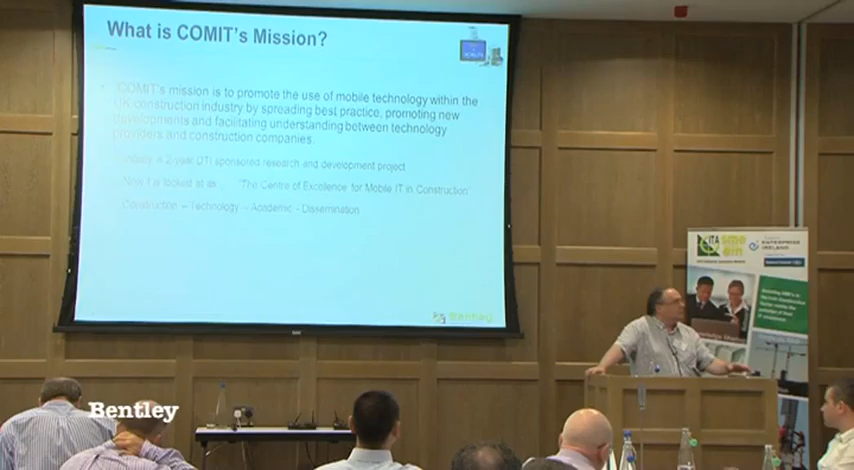 What is COMIT's Mission?
COMIT's mission is to promote the use of mobile technology within the
UK construction industry by spreading best practice, promoting new
developments and facilitating understanding between technology
providers and construction companies.
Initially a 2-year DTI sponsored research and development project
Now it is looked at as 'The Centre of Excellence for Mobile IT in Construction'
Construction – Technology – Academic - Dissemination
Bentley
ITA
sme
ENTERPRISE
IRELAND
Bentley